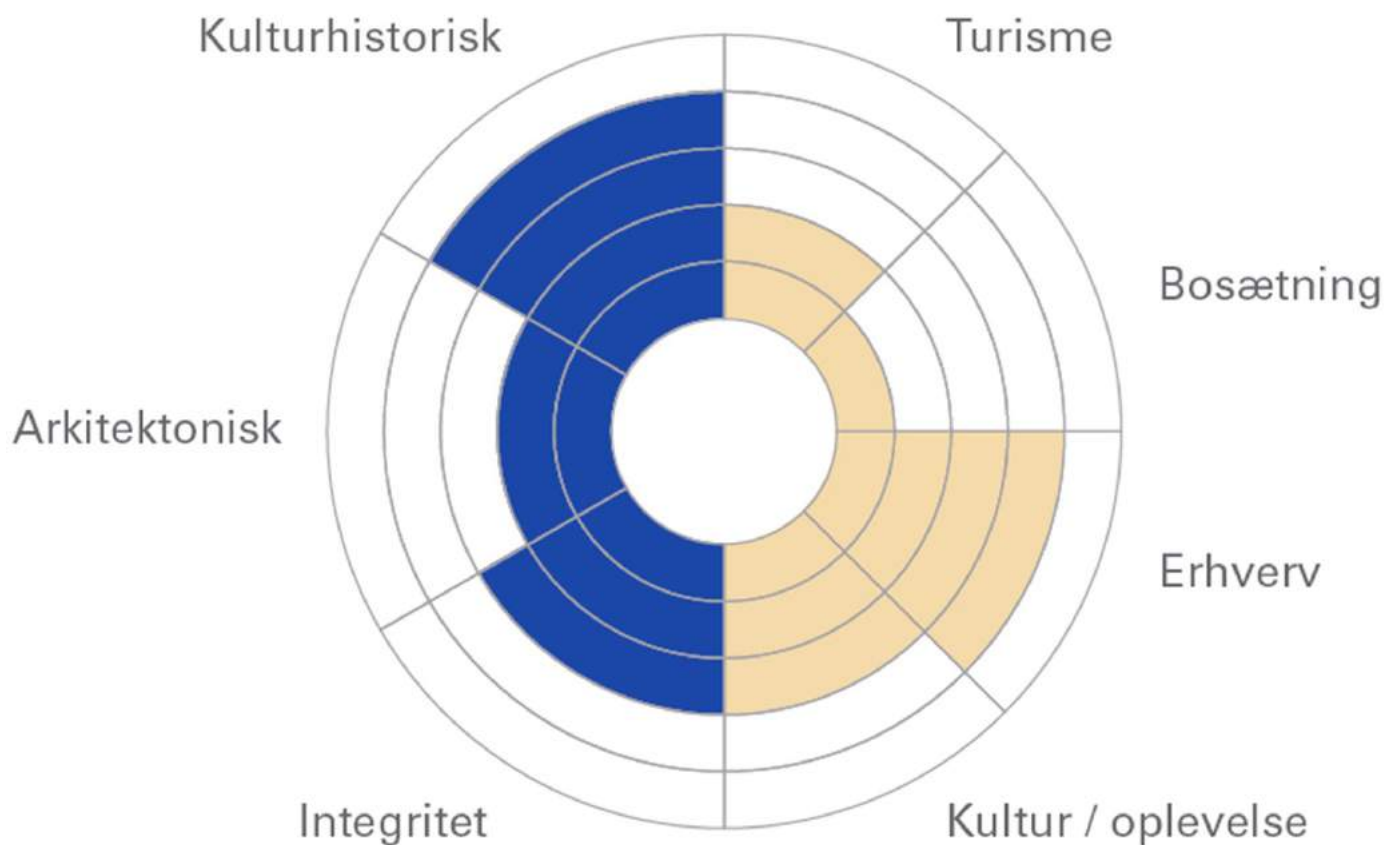 Kulturhistorisk
Turisme
Bosætning
Arkitektonisk
Erhverv
Integritet
Kultur / oplevelse